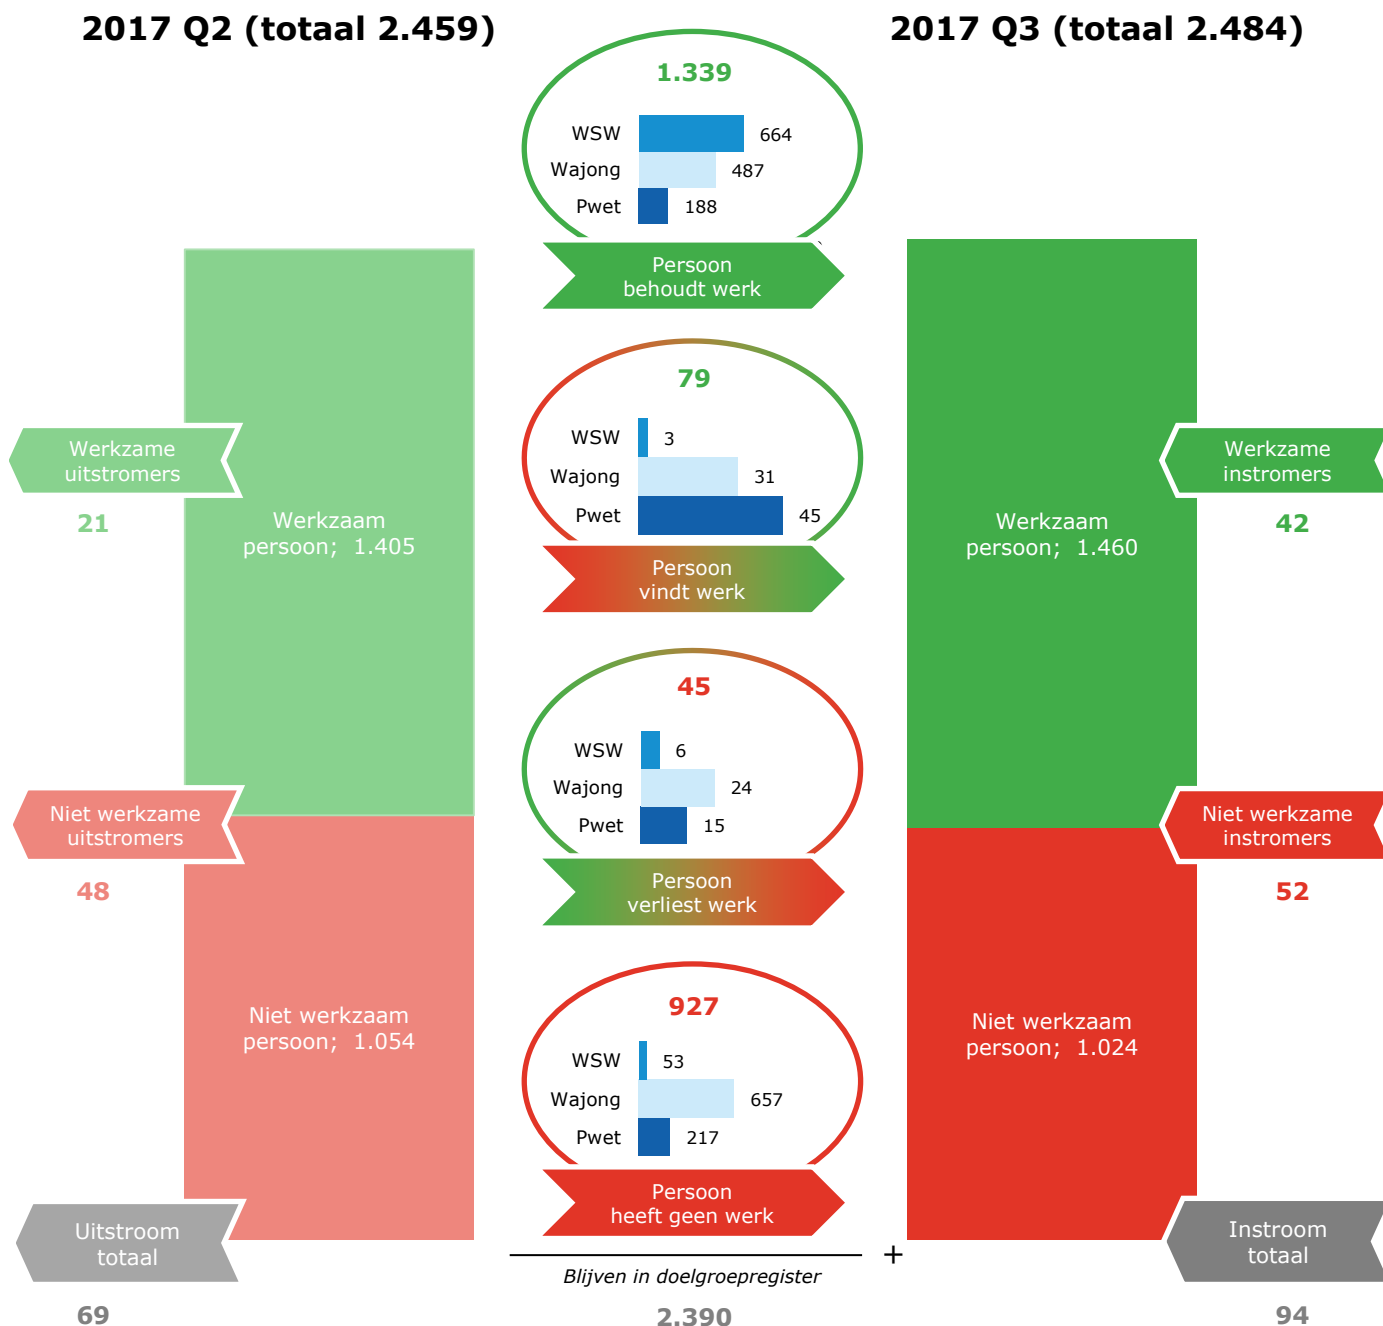 2017 Q2 (totaal 2.459)
2017 Q3 (totaal 2.484)
1.339
WSW 664
Wajong 487
Pwet 188
Persoon
behoudt werk
79
WSW 3
Wajong 31
Pwet 45
Persoon
vindt werk
45
WSW 6
Wajong 24
Pwet 15
Persoon
verliest werk
927
WSW 53
Wajong 657
Pwet 217
Persoon
heeft geen werk
+
Blijven in doelgroepregister
2.390
Werkzame
uitstromers
21
Werkzaam
persoon; 1.405
Niet werkzame
uitstromers
48
Niet werkzaam
persoon; 1.054
Uitstroom
totaal
69
Werkzaam
persoon; 1.460
Werkzame
instromers
42
Niet werkzame
instromers
52
Niet werkzaam
persoon; 1.024
Instroom
totaal
94